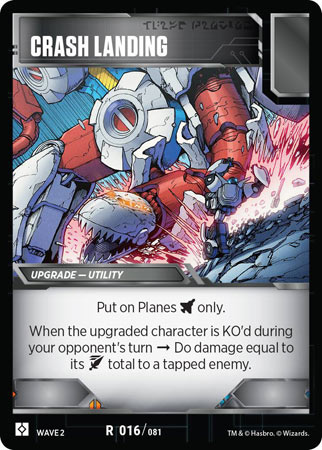 CRASH LANDING
UPGRADE — UTILITY
Put on Planes only.
When the upgraded character is KO'd during
your opponent's turn → Do damage equal to
its total to a tapped enemy.
WAVE 2 R 016/081 TM & © Hasbro. © Wizards.